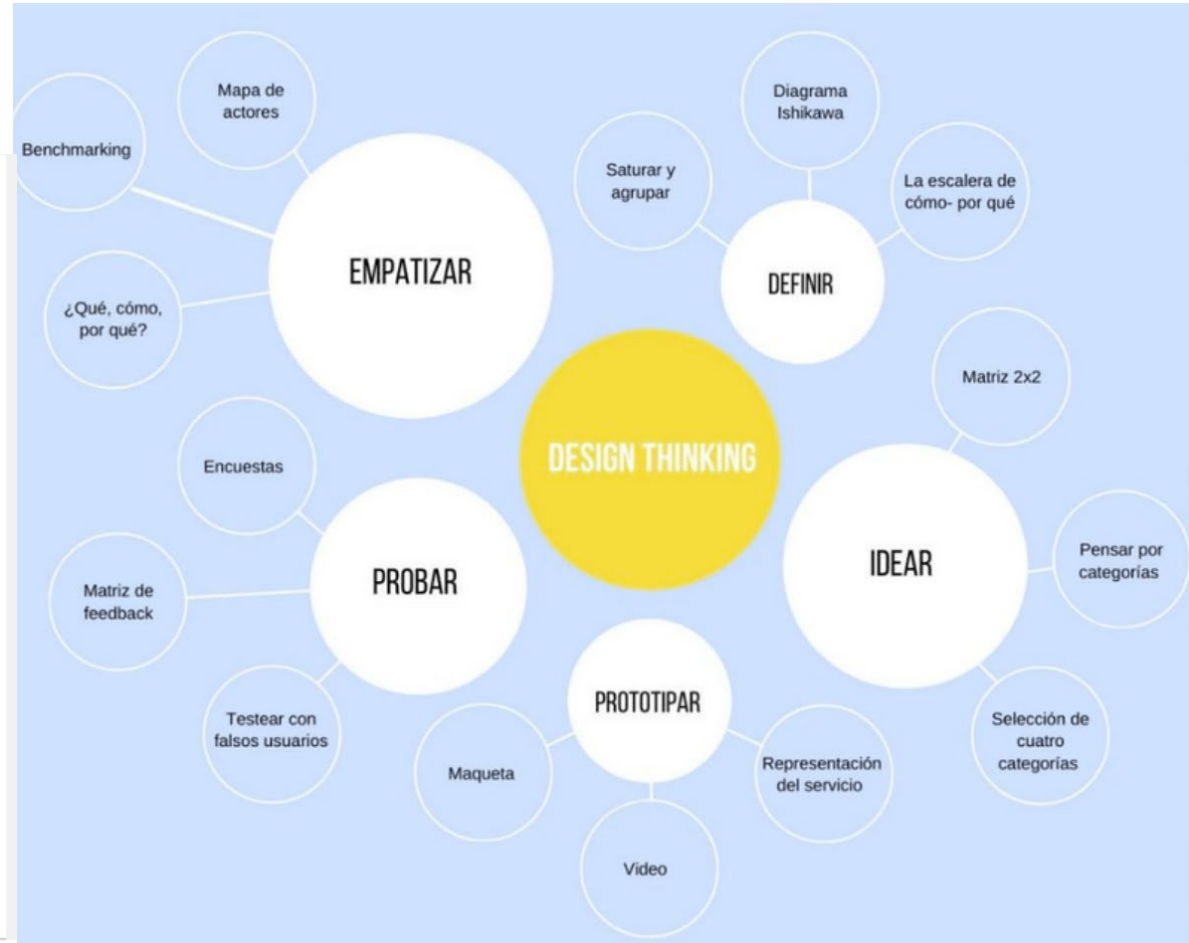 Mapa de
actores
Benchmarking
¿Qué, cómo,
por qué?
EMPATIZAR
Diagrama
Ishikawa
Saturar y
agrupar
La escalera de
cómo- por qué
DEFINIR
DESIGN THINKING
Matriz 2x2
IDEAR
Pensar por
categorías
Selección de
cuatro
categorías
Encuestas
PROBAR
Matriz de
feedback
Testear con
falsos usuarios
PROTOTIPAR
Maqueta
Video
Representación
del servicio